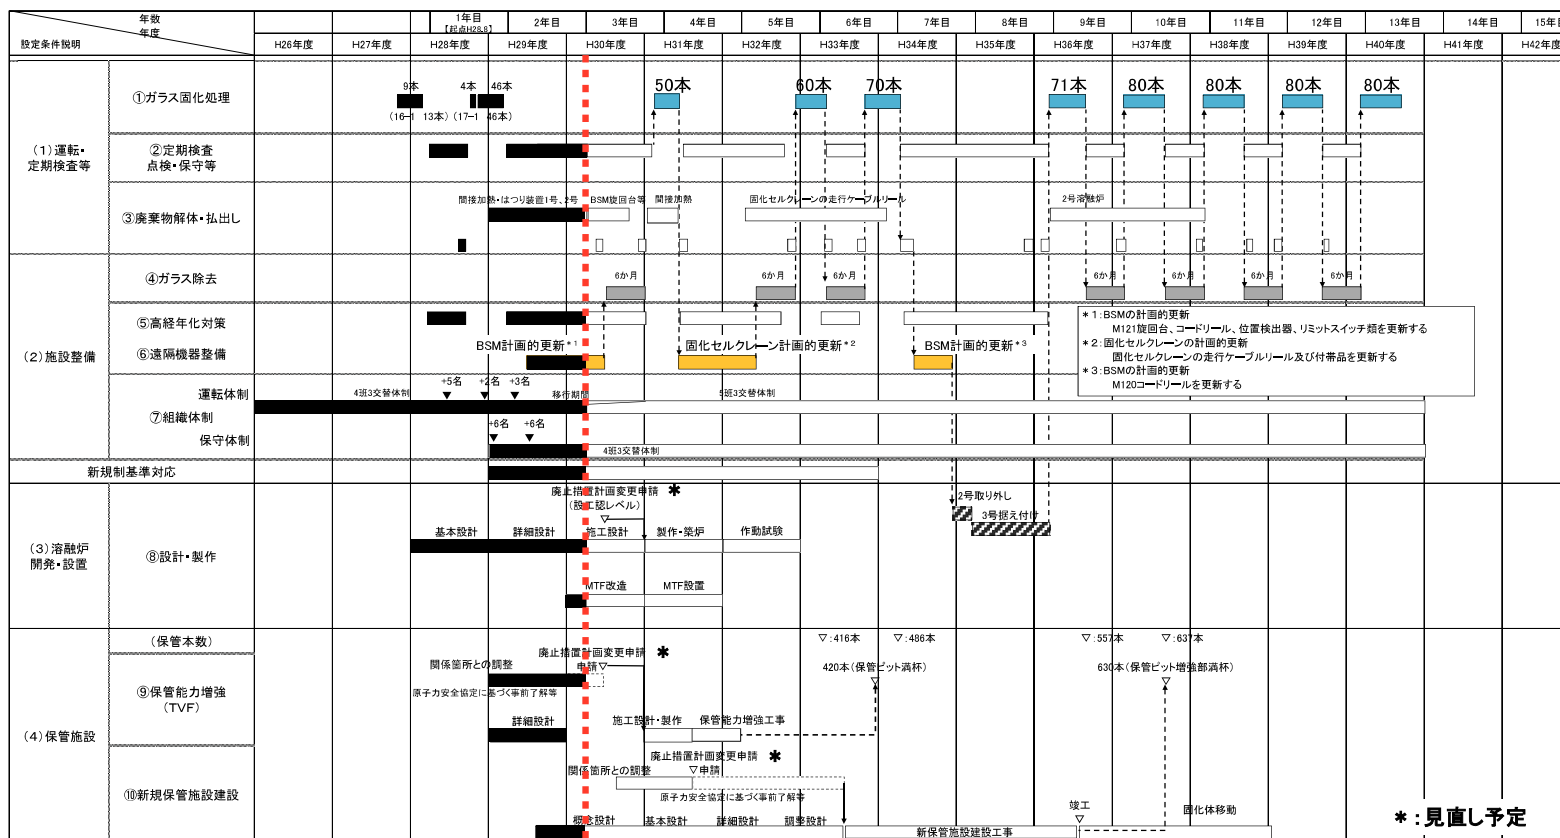 年数
年度
設定条件説明
1年目
【起点H28.8】
2年目
3年目
4年目
5年目
6年目
7年目
8年目
9年目
10年目
11年目
12年目
13年目
14年目
15年目
H26年度
H27年度
H28年度
H29年度
H30年度
H31年度
H32年度
H33年度
H34年度
H35年度
H36年度
H37年度
H38年度
H39年度
H40年度
H41年度
H42年度
(1)運転・
定期検査等
①ガラス固化処理
9本
4本
46本
(16-1 13本)
(17-1 46本)
50本
60本
70本
71本
80本
80本
80本
80本
②定期検査
点検・保守等
③廃棄物解体・払出し
間接加熱・はつり装置1号、2号
BSM旋回台等
間接加熱
固化セルクレーンの走行ケーブルリール
2号溶融炉
(2)施設整備
④ガラス除去
6か月
6か月
6か月
6か月
6か月
6か月
6か月
⑤高経年化対策
⑥遠隔機器整備
BSM計画的更新*1
固化セルクレーン計画的更新*2
BSM計画的更新*3
*1:BSMの計画的更新
M121旋回台、コードリール、位置検出器、リミットスイッチ類を更新する
*2:固化セルクレーンの計画的更新
固化セルクレーンの走行ケーブルリール及び付帯品を更新する
*3:BSMの計画的更新
M120コードリールを更新する
⑦組織体制
運転体制
4班3交替体制
+5名
+2名
+3名
移行期間
5班3交替体制
保守体制
+6名
+6名
4班3交替体制
新規制基準対応
(3)溶融炉
開発・設置
⑧設計・製作
廃止措置計画変更申請 *
(設工認レベル)
基本設計
詳細設計
施工設計
製作・築炉
作動試験
2号取り外し
3号据え付け
MTF改造
MTF設置
(4)保管施設
(保管本数)
▽:416本
▽:486本
▽:557本
▽:637本
⑨保管能力増強
(TVF)
廃止措置計画変更申請 *
関係箇所との調整
申請▽
原子力安全協定に基づく事前了解等
420本(保管ピット満杯)
630本(保管ピット増強部満杯)
詳細設計
施工設計・製作
保管能力増強工事
⑩新規保管施設建設
廃止措置計画変更申請 *
関係箇所との調整
▽申請
原子力安全協定に基づく事前了解等
概念設計
基本設計
詳細設計
調整設計
新保管施設建設工事
竣工
固化体移動
*:見直し予定